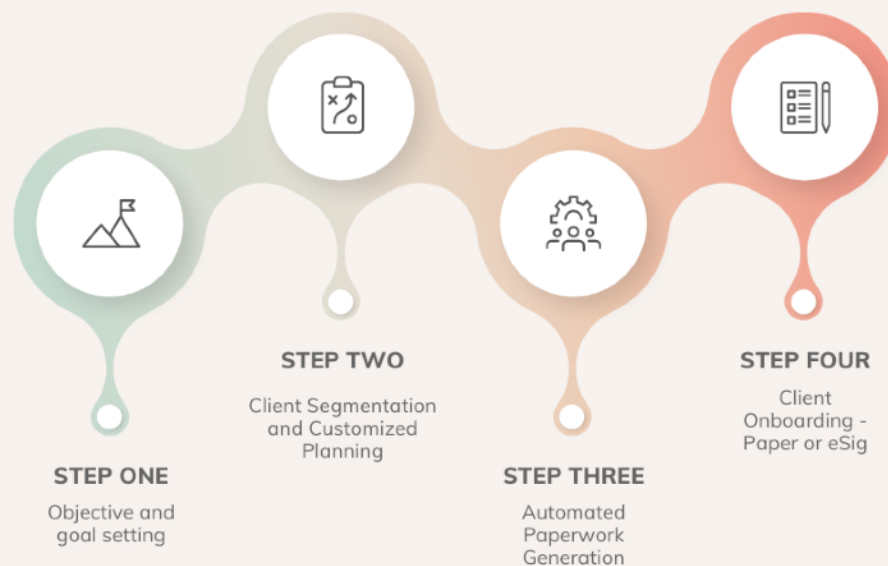 STEP ONE
Objective and
goal setting
STEP TWO
Client Segmentation
and Customized
Planning
STEP THREE
Automated
Paperwork
Generation
STEP FOUR
Client
Onboarding -
Paper or eSig